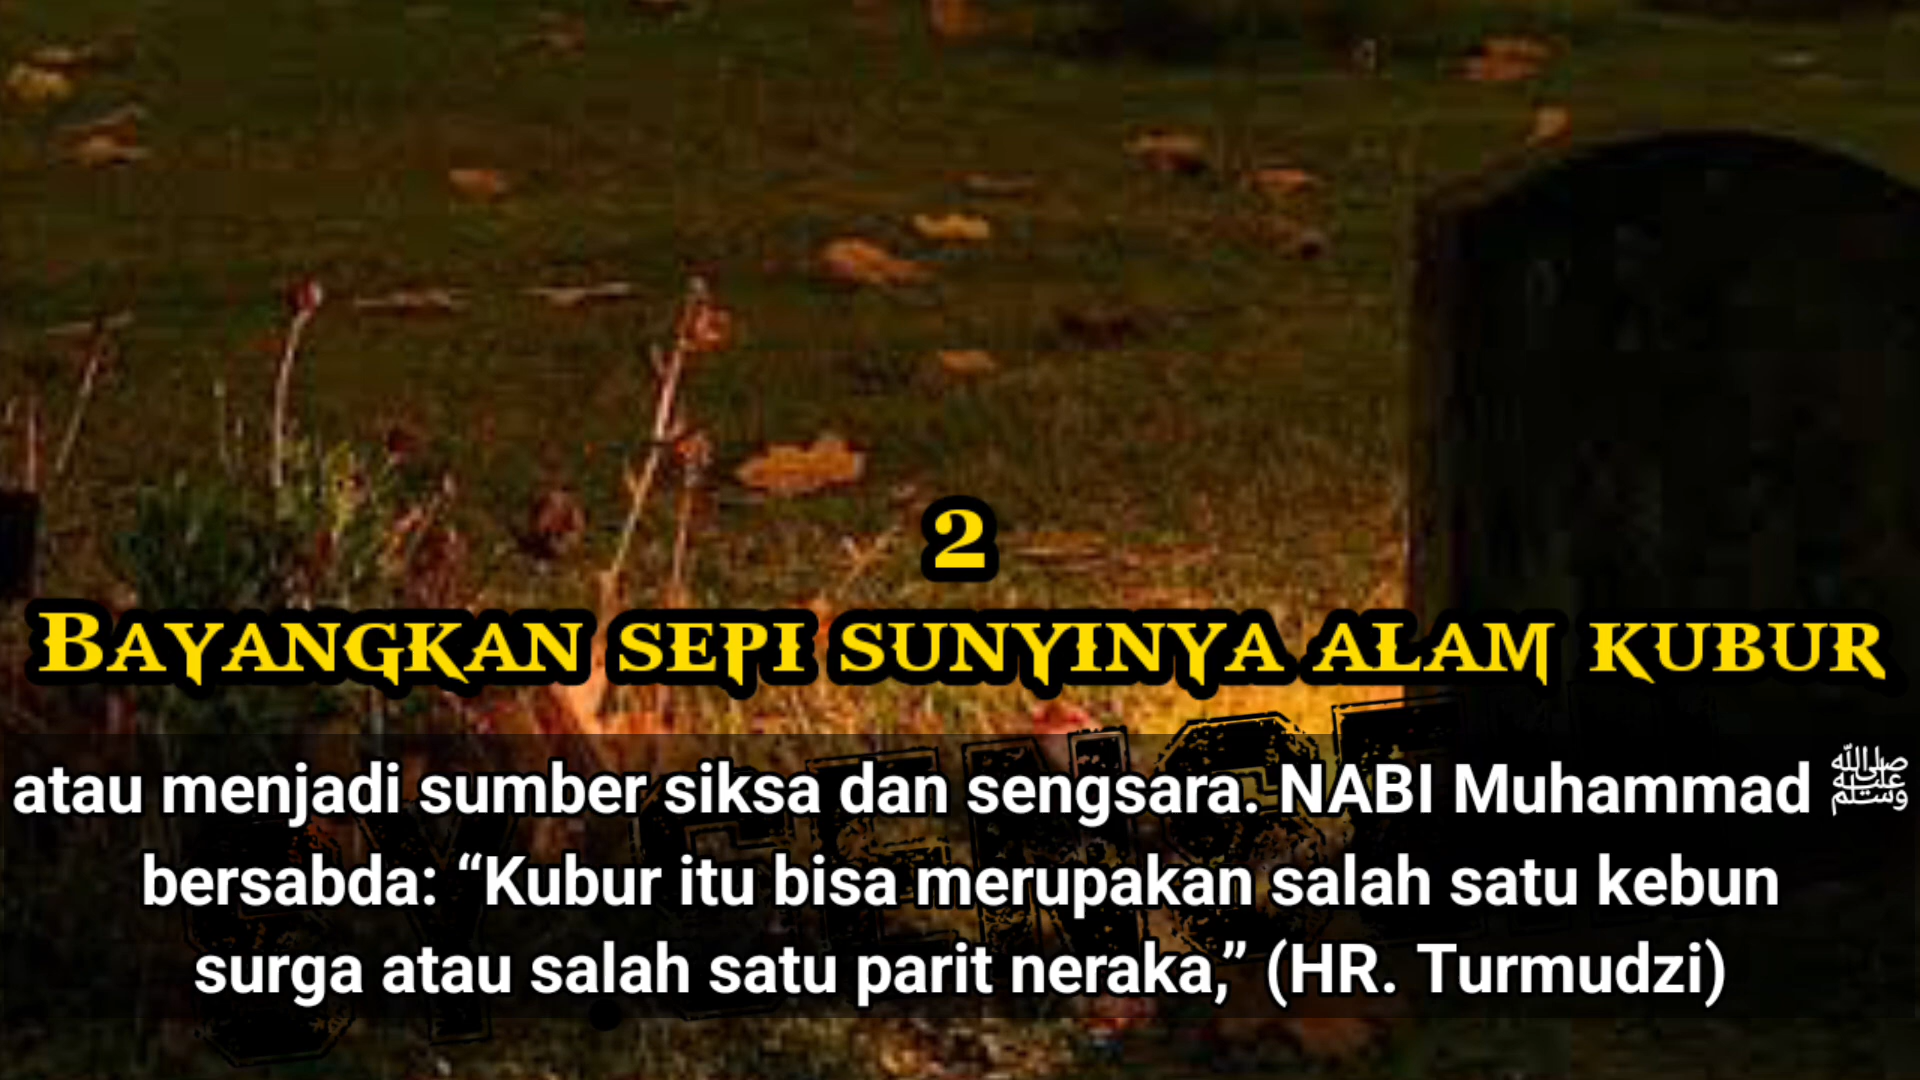 2
Bayangkan sepi sunyinya alam kubur
atau menjadi sumber siksa dan sengsara. NABI Muhammad ﷺ
bersabda: “Kubur itu bisa merupakan salah satu kebun
surga atau salah satu parit neraka,” (HR. Turmudzi)